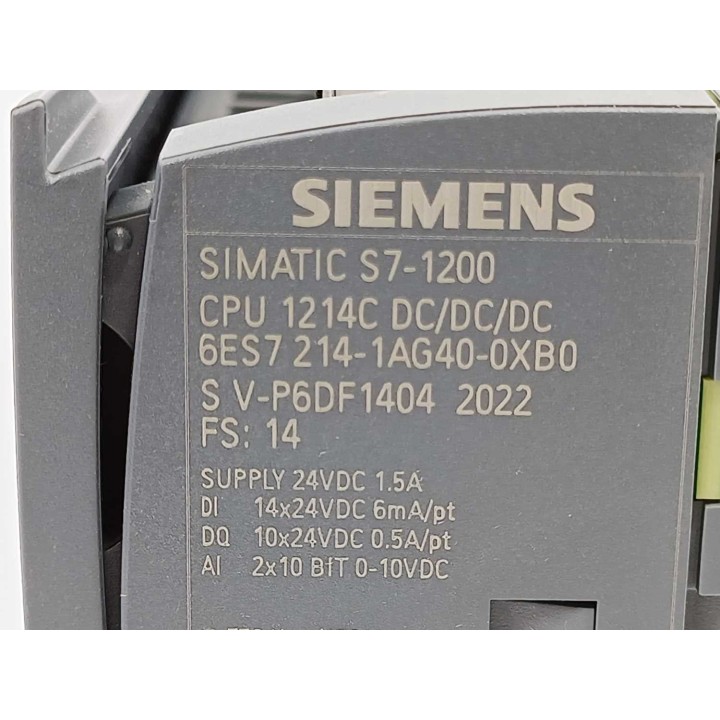 SIEMENS
SIMATIC S7-1200
CPU 1214C DC/DC/DC
6ES7 214-1AG40-0XB0
S V-P6DF1404 2022
FS: 14
SUPPLY 24VDC 1.5A
DI 14x24VDC 6mA/pt
DQ 10x24VDC 0.5A/pt
AI 2x10 BIT 0-10VDC